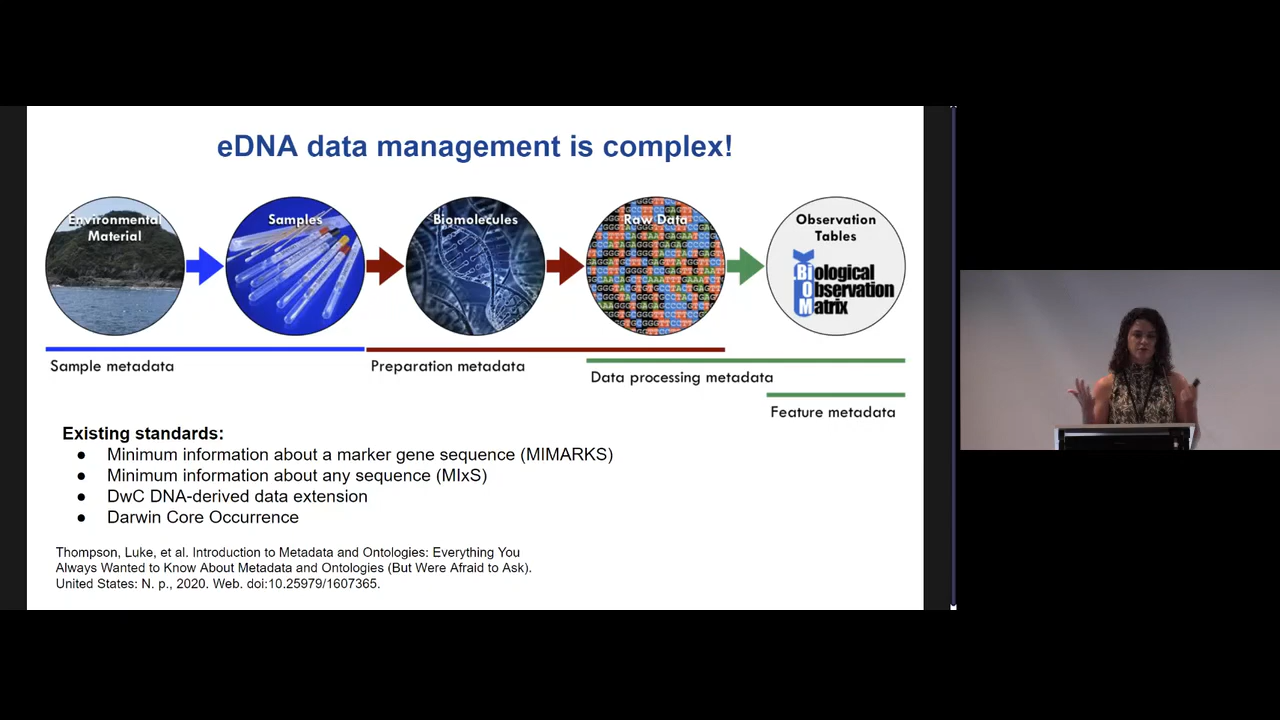 eDNA data management is complex!
Environmental
Material
Samples
Biomolecules
Raw Data
Observation
Tables
Biological
Observation
Matrix
Sample metadata
Preparation metadata
Data processing metadata
Feature metadata
Existing standards:
● Minimum information about a marker gene sequence (MIMARKS)
● Minimum information about any sequence (MIxS)
● DwC DNA-derived data extension
● Darwin Core Occurrence
Thompson, Luke, et al. Introduction to Metadata and Ontologies: Everything You
Always Wanted to Know About Metadata and Ontologies (But Were Afraid to Ask).
United States: N. p., 2020. Web. doi:10.25979/1607365.